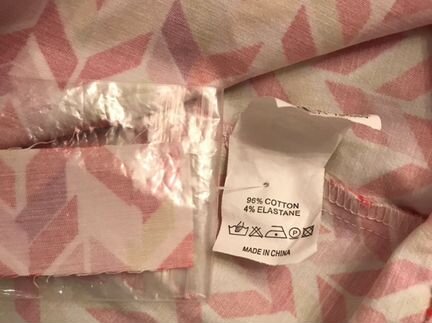 96% COTTON
4% ELASTANE
MADE IN CHINA